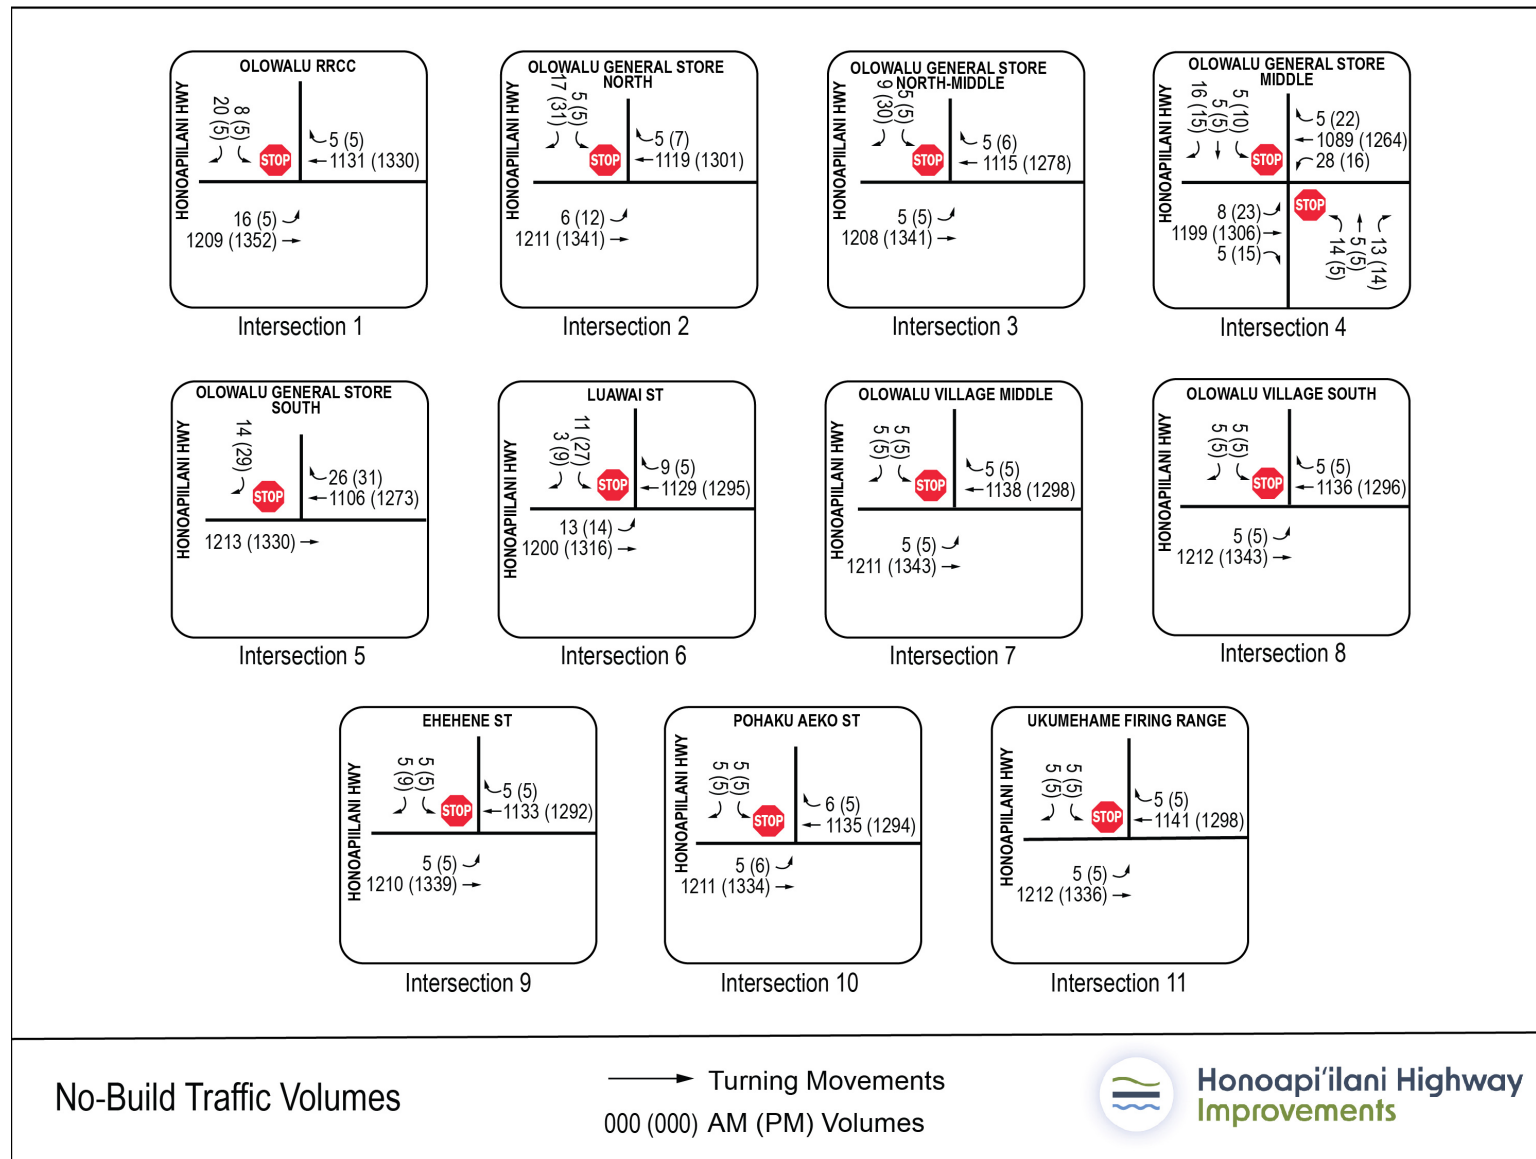 OLOWALU RRCC
HONOAPIILANI HWY
20 (5)
8 (5)
STOP
5 (5)
1131 (1330)
16 (5)
1209 (1352)
Intersection 1
OLOWALU GENERAL STORE
NORTH
HONOAPIILANI HWY
17 (31)
5 (5)
STOP
5 (7)
1119 (1301)
6 (12)
1211 (1341)
Intersection 2
OLOWALU GENERAL STORE
NORTH-MIDDLE
HONOAPIILANI HWY
9 (30)
5 (5)
STOP
5 (6)
1115 (1278)
5 (5)
1208 (1341)
Intersection 3
OLOWALU GENERAL STORE
MIDDLE
HONOAPIILANI HWY
16 (15)
5 (5)
5 (10)
STOP
5 (22)
1089 (1264)
28 (16)
8 (23)
1199 (1306)
5 (15)
STOP
14 (5)
5 (5)
13 (14)
Intersection 4
OLOWALU GENERAL STORE
SOUTH
HONOAPIILANI HWY
14 (29)
STOP
26 (31)
1106 (1273)
1213 (1330)
Intersection 5
LUAWAI ST
HONOAPIILANI HWY
3 (9)
11 (27)
STOP
9 (5)
1129 (1295)
13 (14)
1200 (1316)
Intersection 6
OLOWALU VILLAGE MIDDLE
HONOAPIILANI HWY
5 (5)
5 (5)
STOP
5 (5)
1138 (1298)
5 (5)
1211 (1343)
Intersection 7
OLOWALU VILLAGE SOUTH
HONOAPIILANI HWY
5 (5)
5 (5)
STOP
5 (5)
1136 (1296)
5 (5)
1212 (1343)
Intersection 8
EHEHENE ST
HONOAPIILANI HWY
5 (9)
5 (5)
STOP
5 (5)
1133 (1292)
5 (5)
1210 (1339)
Intersection 9
POHAKU AEKO ST
HONOAPIILANI HWY
5 (5)
5 (5)
STOP
6 (5)
1135 (1294)
5 (6)
1211 (1334)
Intersection 10
UKUMEHAME FIRING RANGE
HONOAPIILANI HWY
5 (5)
5 (5)
STOP
5 (5)
1141 (1298)
5 (5)
1212 (1336)
Intersection 11
No-Build Traffic Volumes
Turning Movements
000 (000) AM (PM) Volumes
Honoapiʻilani Highway
Improvements